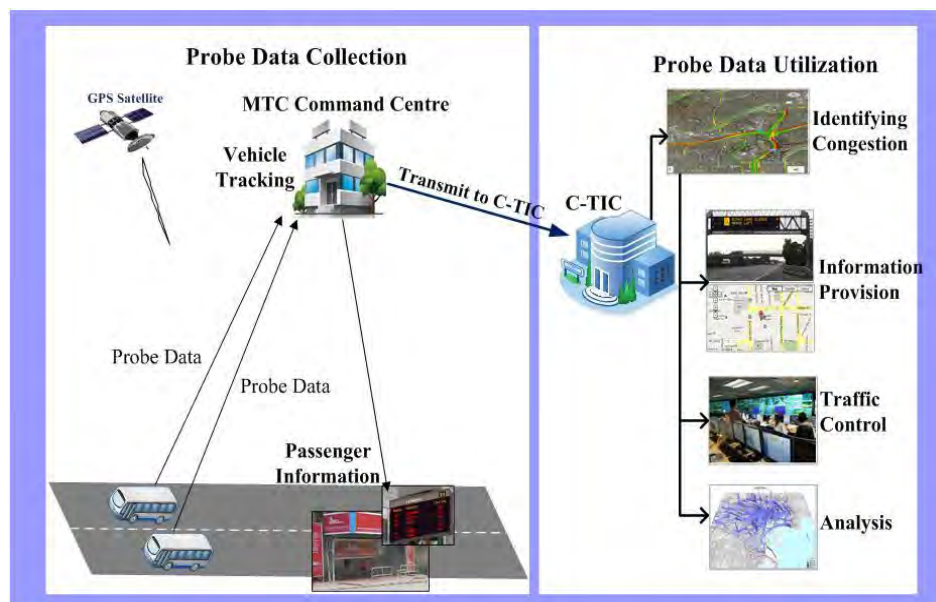 Probe Data Collection
GPS Satellite
MTC Command Centre
Vehicle
Tracking
Transmit to C-TIC
Probe Data
Probe Data
Passenger
Information
Probe Data Utilization
C-TIC
Identifying
Congestion
Information
Provision
Traffic
Control
Analysis